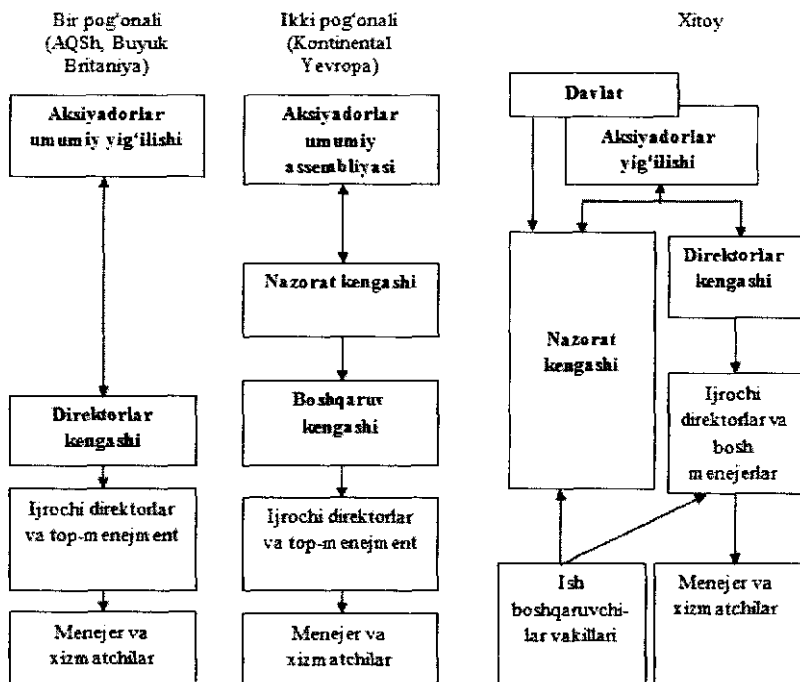 Bir pog‘onali
(AQSh, Buyuk
Britaniya)
Aksiyadorlar
umumiy yig‘ilishi
Direktorlar
kengashi
Ijrochi direktorlar
va top-menejment
Menejer va
xizmatchilar
Ikki pog‘onali
(Kontinental
Yevropa)
Aksiyadorlar
umumiy
assembliyasi
Nazorat kengashi
Boshqaruv
kengashi
Ijrochi direktorlar
va top-menejment
Menejer va
xizmatchilar
Xitoy
Davlat
Aksiyadorlar
yig‘ilishi
Nazorat
kengashi
Direktorlar
kengashi
Ijrochi
direktorlar va
bosh
menejerlar
Ish
boshqaruvchi-
lar vakillari
Menejer va
xizmatchilar